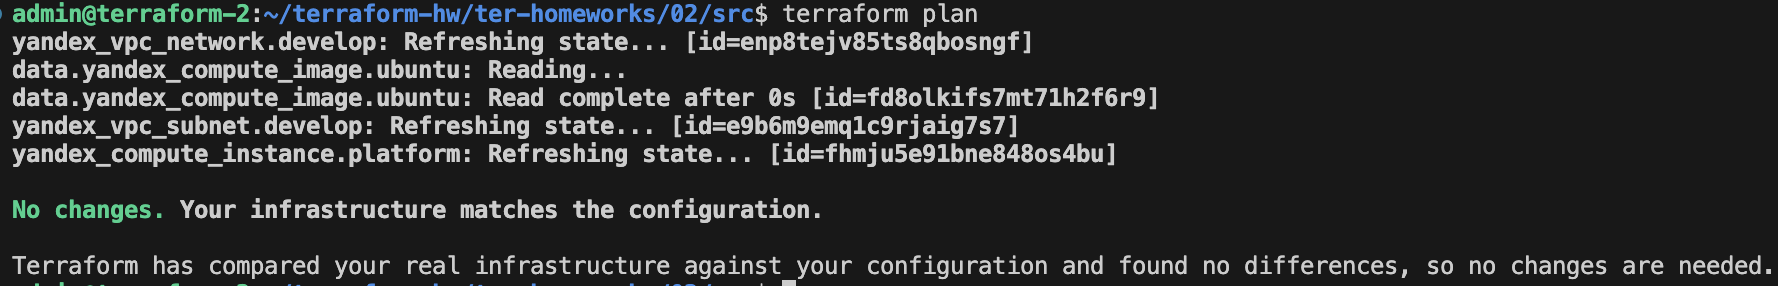 admin@terraform-2:~/terraform-hw/ter-homeworks/02/src$ terraform plan
yandex_vpc_network.develop: Refreshing state... [id=enp8tejv85ts8qbosngf]
data.yandex_compute_image.ubuntu: Reading...
data.yandex_compute_image.ubuntu: Read complete after 0s [id=fd8olkifs7mt71h2f6r9]
yandex_vpc_subnet.develop: Refreshing state... [id=e9b6m9emq1c9rjaig7s7]
yandex_compute_instance.platform: Refreshing state... [id=fhmju5e91bne848os4bu]
No changes. Your infrastructure matches the configuration.
Terraform has compared your real infrastructure against your configuration and found no differences, so no changes are needed.